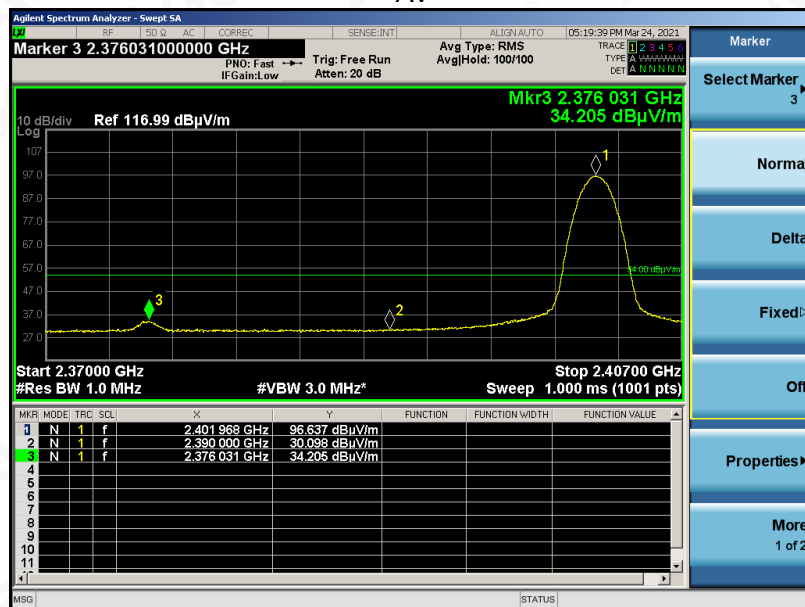 Agilent Spectrum Analyzer - Swept SA
LXI RF 50 Ω AC CORREC SENSE:INT ALIGN AUTO 05:19:39 PM Mar 24, 2021
Marker 3 2.376031000000 GHz
PNO: Fast
IFGain:Low
Trig: Free Run
Atten: 20 dB
Avg Type: RMS
Avg|Hold: 100/100
TRACE 1 2 3 4 5 6
TYPE A WWWWW
DET A N N N N N
Mkr3 2.376 031 GHz
34.205 dBµV/m
10 dB/div Ref 116.99 dBµV/m
Log
107
97.0
87.0
77.0
67.0
57.0
47.0
37.0
27.0
1
2
3
54.00 dBµV/m
Start 2.37000 GHz Stop 2.40700 GHz
#Res BW 1.0 MHz #VBW 3.0 MHz* Sweep 1.000 ms (1001 pts)
MKR MODE TRC SCL X Y FUNCTION FUNCTION WIDTH FUNCTION VALUE
1 N 1 f 2.401 968 GHz 96.637 dBµV/m
2 N 1 f 2.390 000 GHz 30.098 dBµV/m
3 N 1 f 2.376 031 GHz 34.205 dBµV/m
4
5
6
7
8
9
10
11
MSG STATUS
Marker
Select Marker
3
Norma
Delta
Fixed
Off
Properties
More
1 of 2